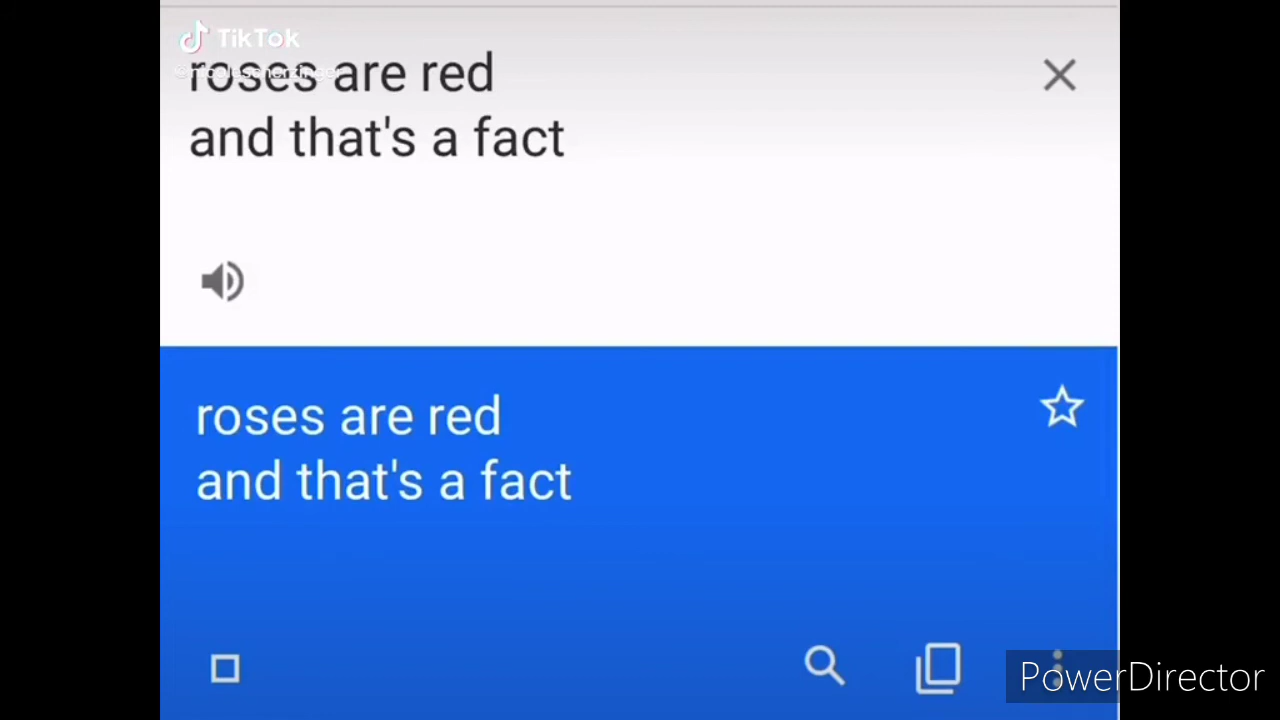 TikTok
roses are red
and that's a fact
roses are red
and that's a fact
PowerDirector